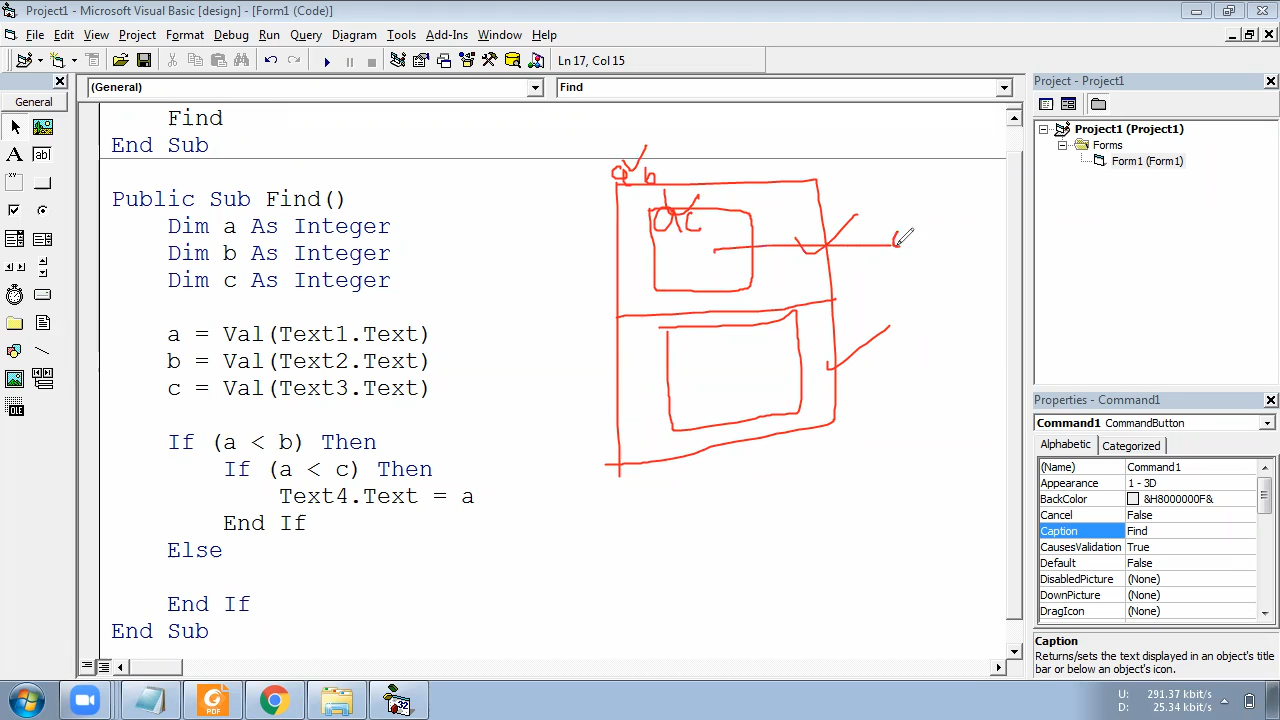 Project1 - Microsoft Visual Basic [design] - [Form1 (Code)]
File Edit View Project Format Debug Run Query Diagram Tools Add-Ins Window Help
Ln 17, Col 15
General
(General)
Find
Find
End Sub
Public Sub Find()
Dim a As Integer
Dim b As Integer
Dim c As Integer
a = Val(Text1.Text)
b = Val(Text2.Text)
c = Val(Text3.Text)
If (a < b) Then
If (a < c) Then
Text4.Text = a
End If
Else
End If
End Sub
a b
a c
Project - Project1
Project1 (Project1)
Forms
Form1 (Form1)
Properties - Command1
Command1 CommandButton
Alphabetic Categorized
(Name) Command1
Appearance 1 - 3D
BackColor &H8000000F&
Cancel False
Caption Find
CausesValidation True
Default False
DisabledPicture (None)
DownPicture (None)
DragIcon (None)
Caption
Returns/sets the text displayed in an object's title
bar or below an object's icon.
U: 291.37 kbit/s
D: 25.34 kbit/s